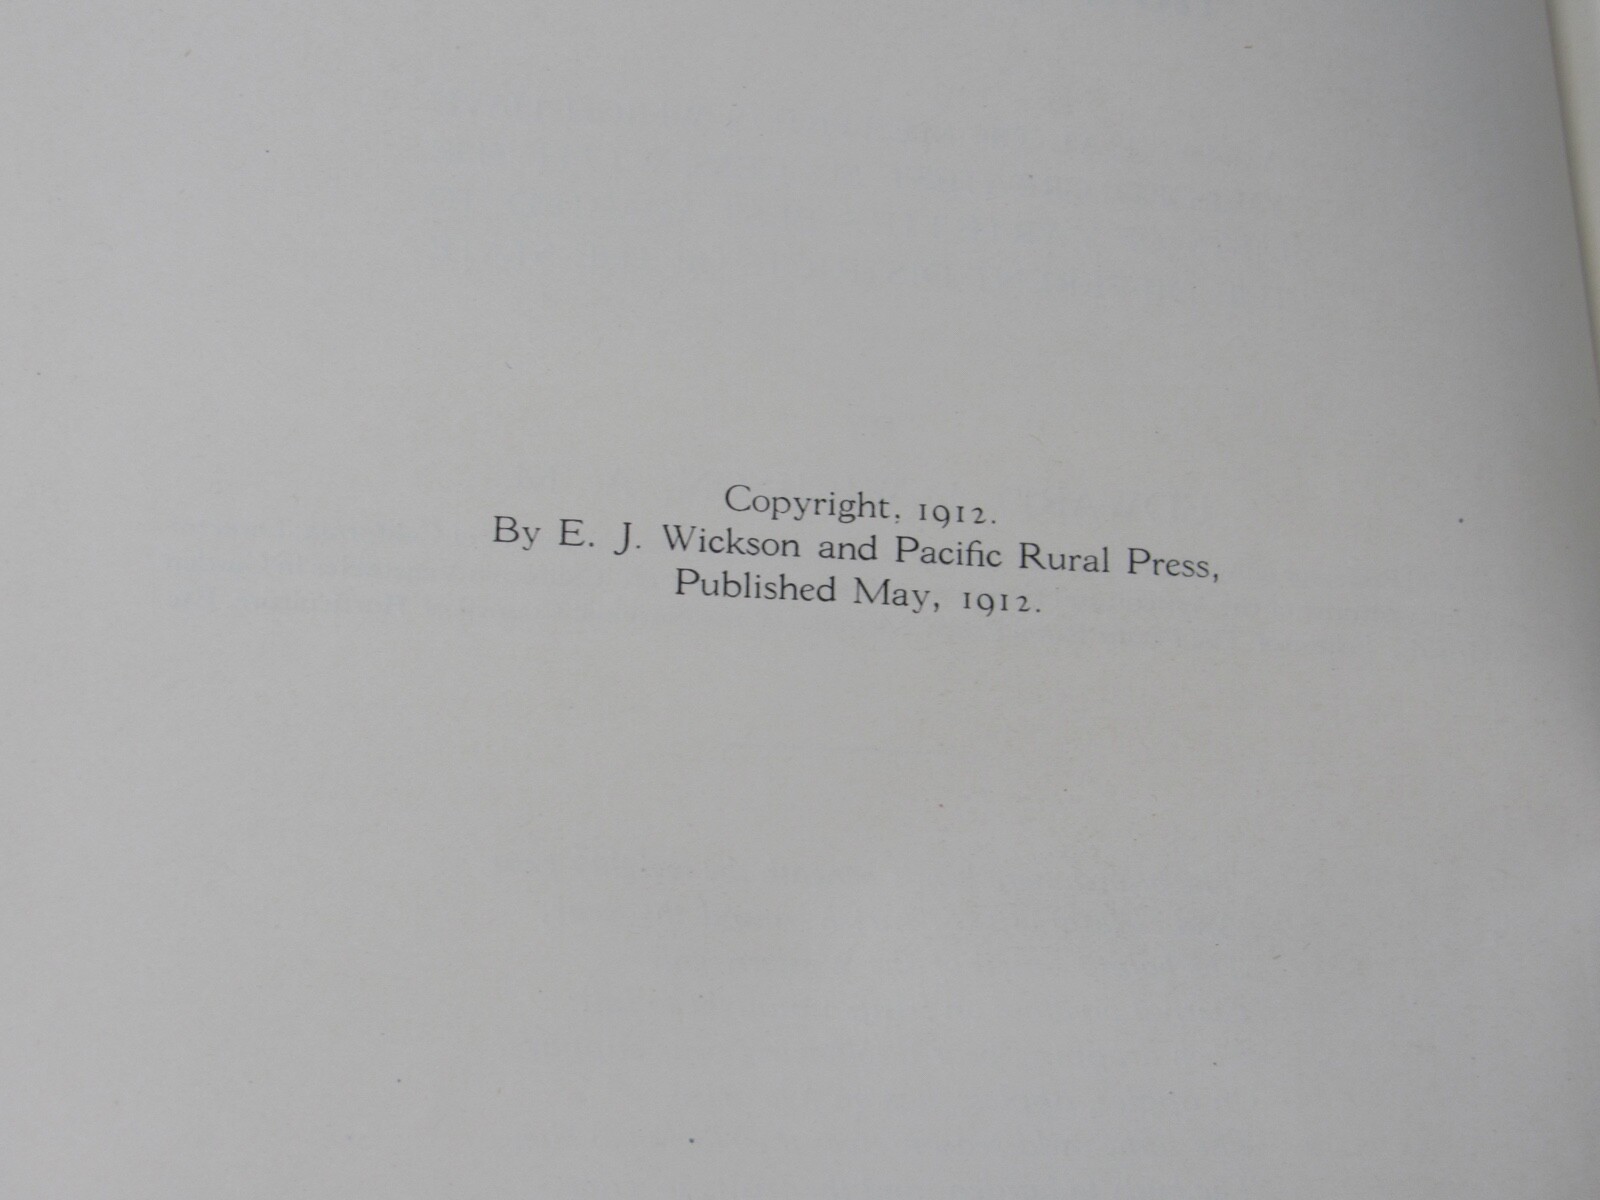 Copyright, 1912.
By E. J. Wickson and Pacific Rural Press,
Published May, 1912.